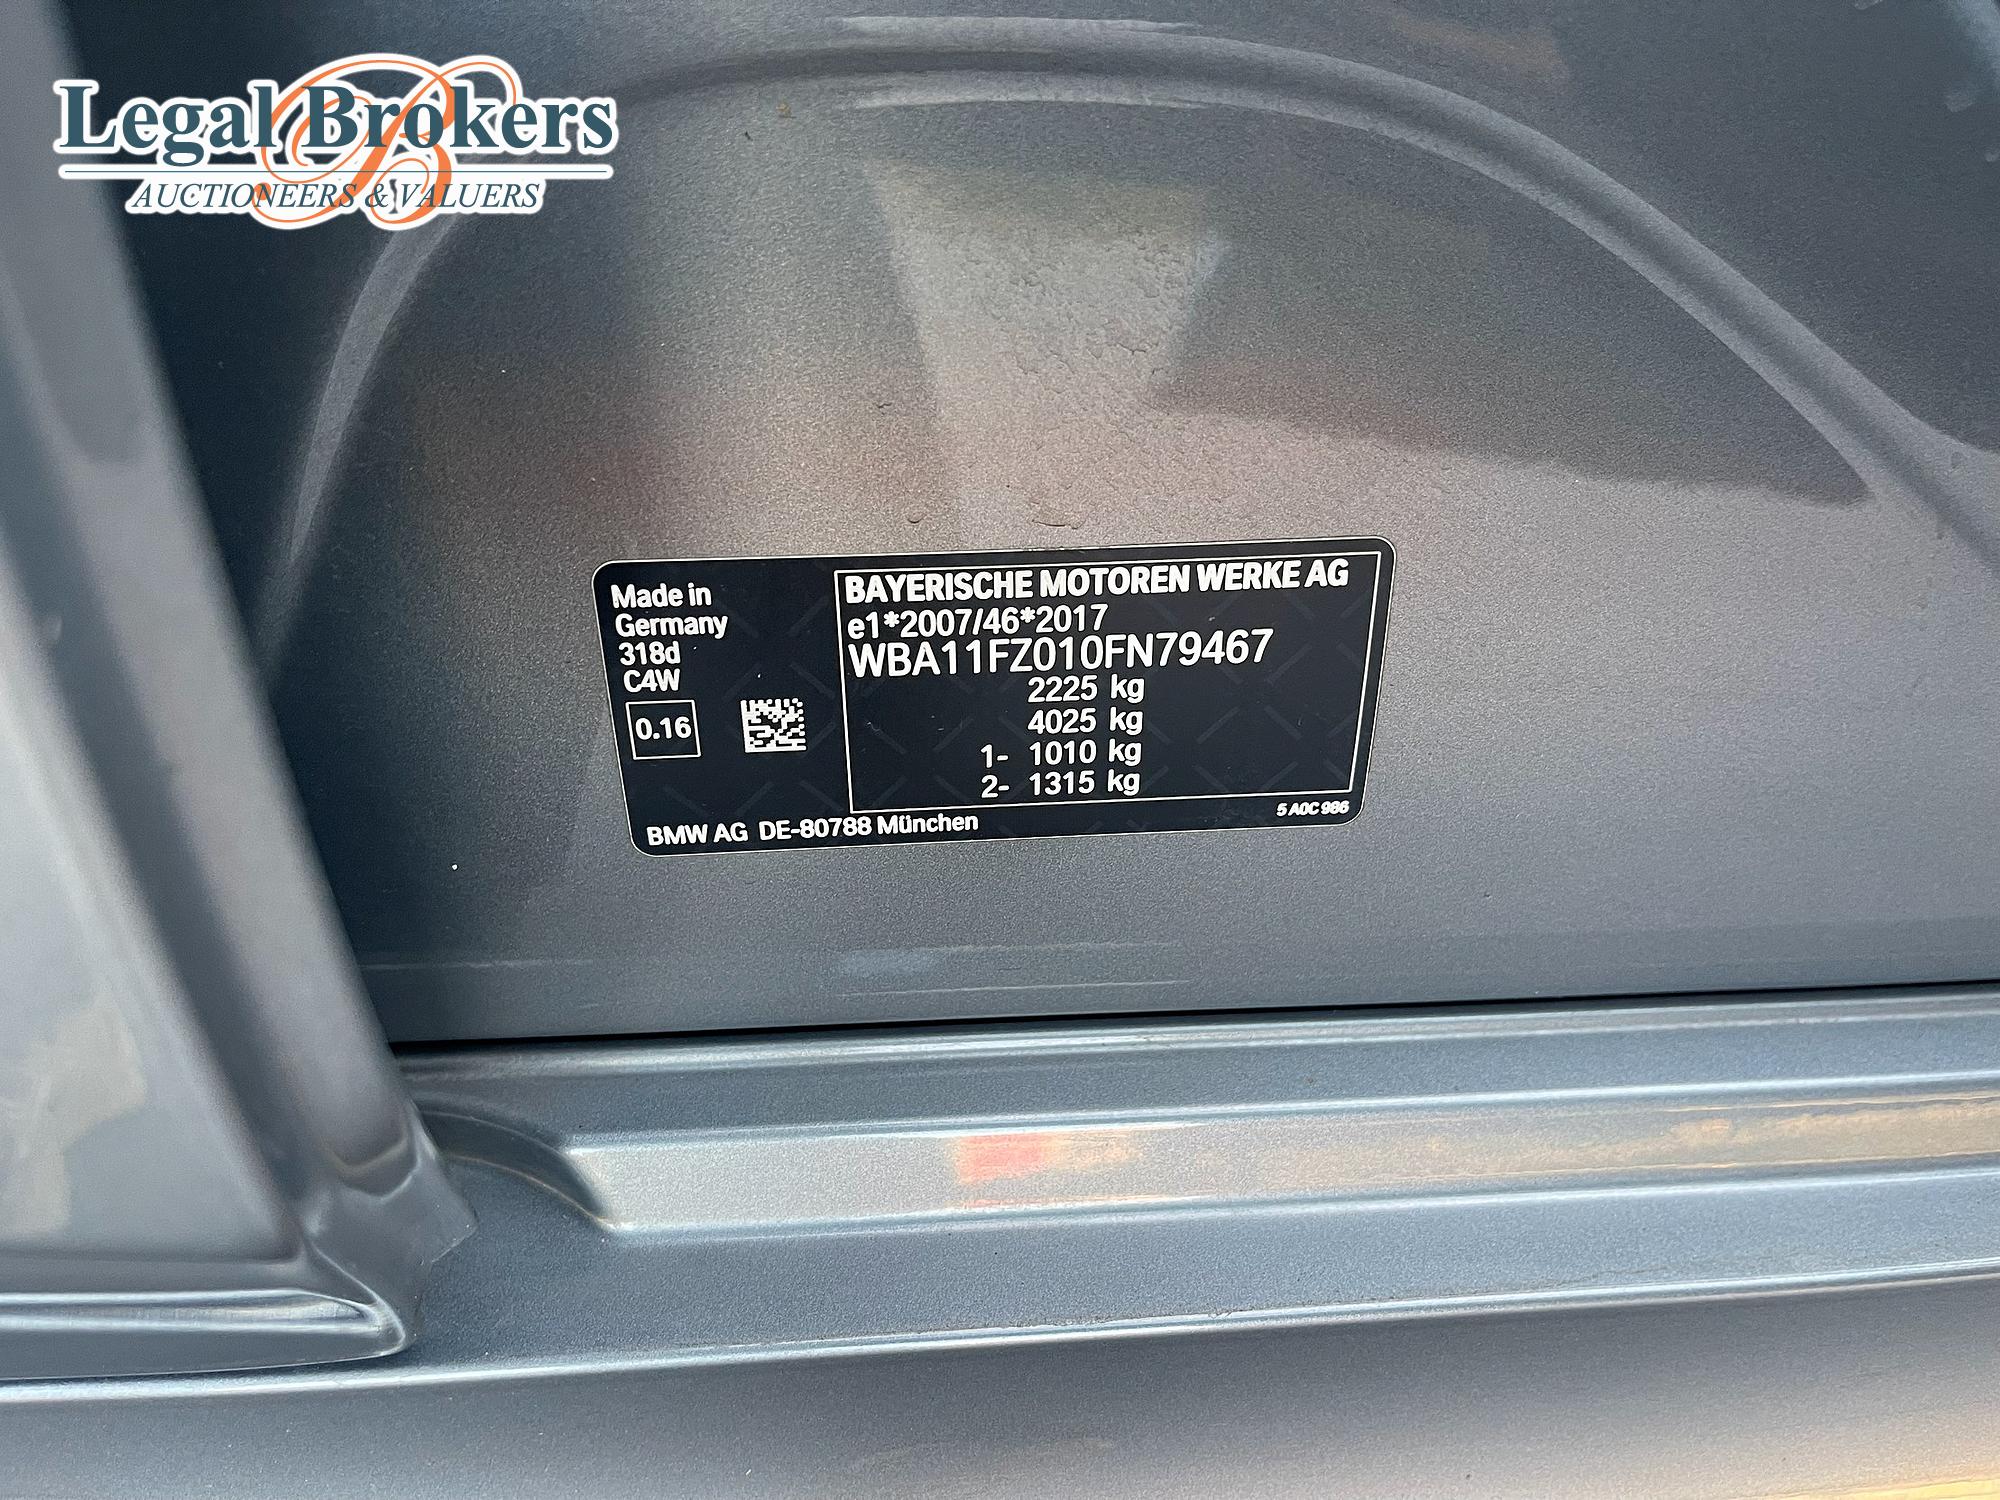 Legal Brokers
AUCTIONEERS & VALUERS
Made in
Germany
318d
C4W
0.16
BAYERISCHE MOTOREN WERKE AG
e1*2007/46*2017
WBA11FZ010FN79467
2225 kg
4025 kg
1- 1010 kg
2- 1315 kg
5 A0C 986
BMW AG DE-80788 München